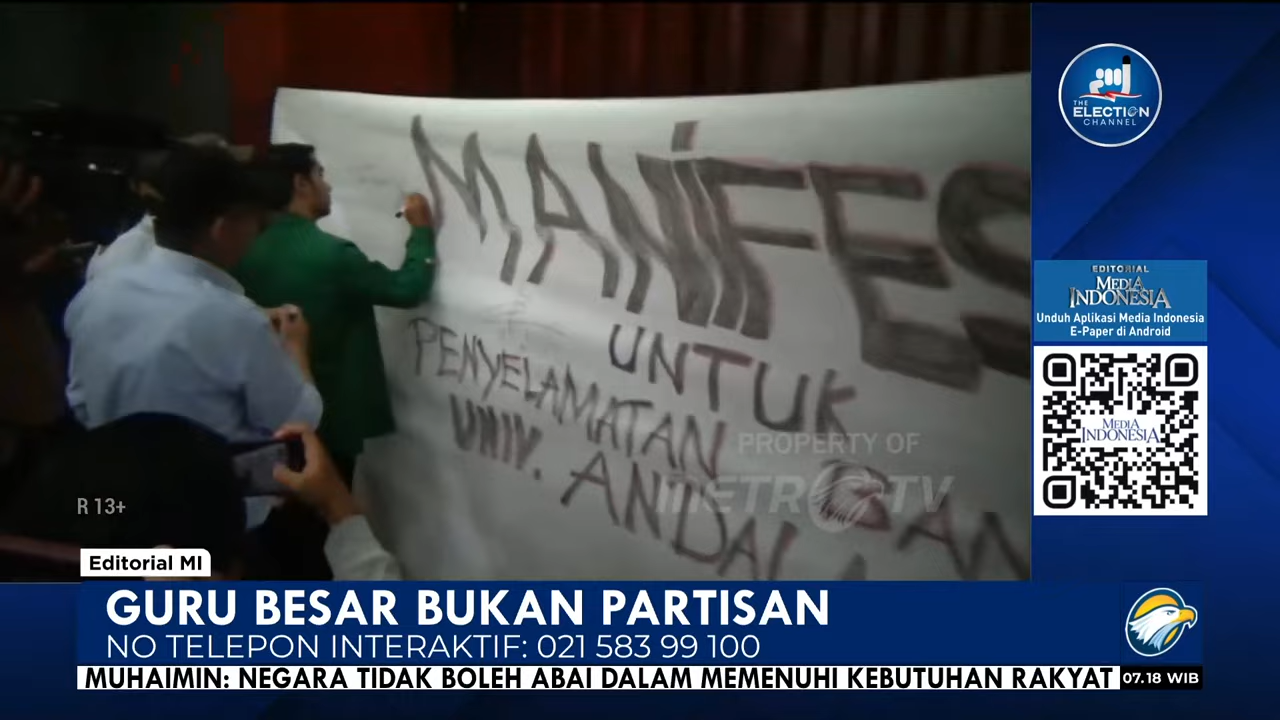 THE
ELECTION
CHANNEL
MANIFES
UNTUK
PENYELAMATAN
UNIV. ANDAL
BAN
PROPERTY OF
METRO TV
EDITORIAL
MEDIA
INDONESIA
Unduh Aplikasi Media Indonesia
E-Paper di Android
MEDIA
INDONESIA
R 13+
Editorial MI
GURU BESAR BUKAN PARTISAN
NO TELEPON INTERAKTIF: 021 583 99 100
MUHAIMIN: NEGARA TIDAK BOLEH ABAI DALAM MEMENUHI KEBUTUHAN RAKYAT
07.18 WIB